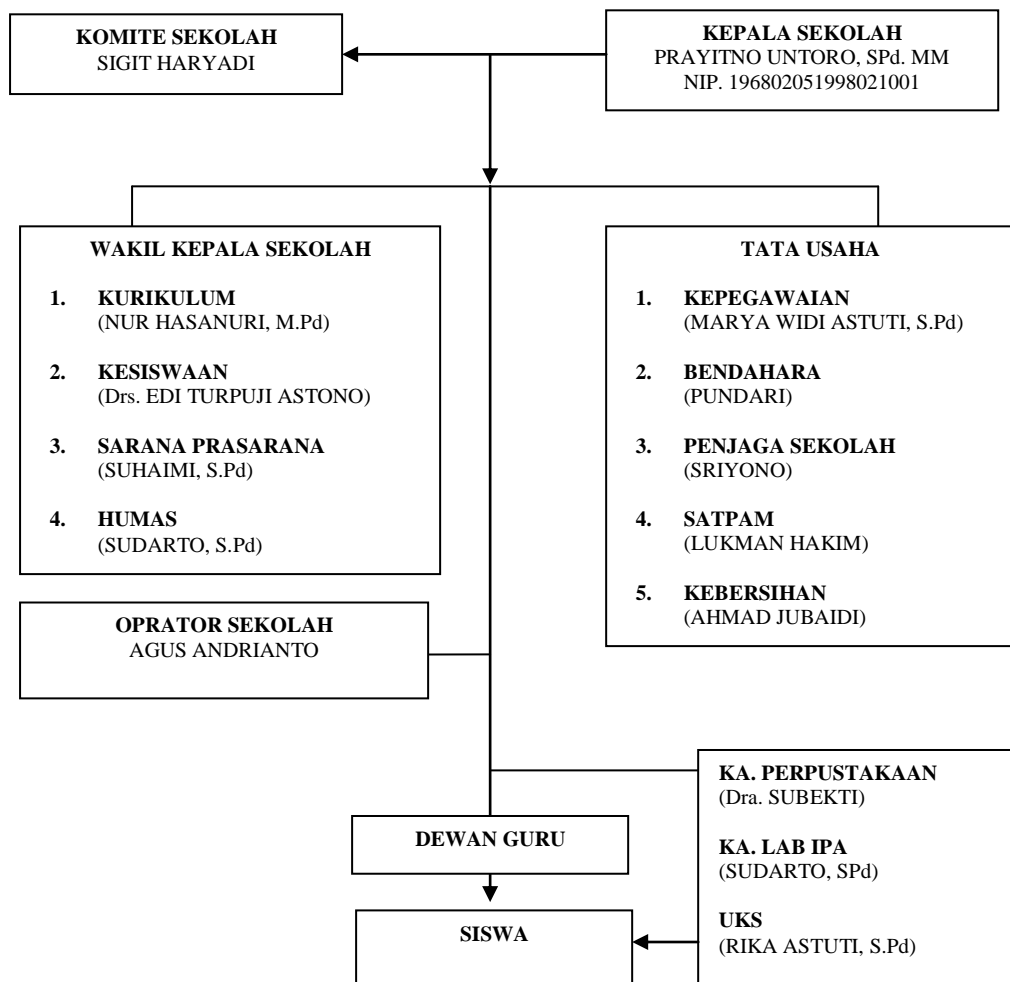 KOMITE SEKOLAH
SIGIT HARYADI
KEPALA SEKOLAH
PRAYITNO UNTORO, SPd. MM
NIP. 196802051998021001
WAKIL KEPALA SEKOLAH
1. KURIKULUM
(NUR HASANURI, M.Pd)
2. KESISWAAN
(Drs. EDI TURPUJI ASTONO)
3. SARANA PRASARANA
(SUHAIMI, S.Pd)
4. HUMAS
(SUDARTO, S.Pd)
TATA USAHA
1. KEPEGAWAIAN
(MARYA WIDI ASTUTI, S.Pd)
2. BENDAHARA
(PUNDARI)
3. PENJAGA SEKOLAH
(SRIYONO)
4. SATPAM
(LUKMAN HAKIM)
5. KEBERSIHAN
(AHMAD JUBAIDI)
OPRATOR SEKOLAH
AGUS ANDRIANTO
KA. PERPUSTAKAAN
(Dra. SUBEKTI)
KA. LAB IPA
(SUDARTO, SPd)
UKS
(RIKA ASTUTI, S.Pd)
DEWAN GURU
SISWA